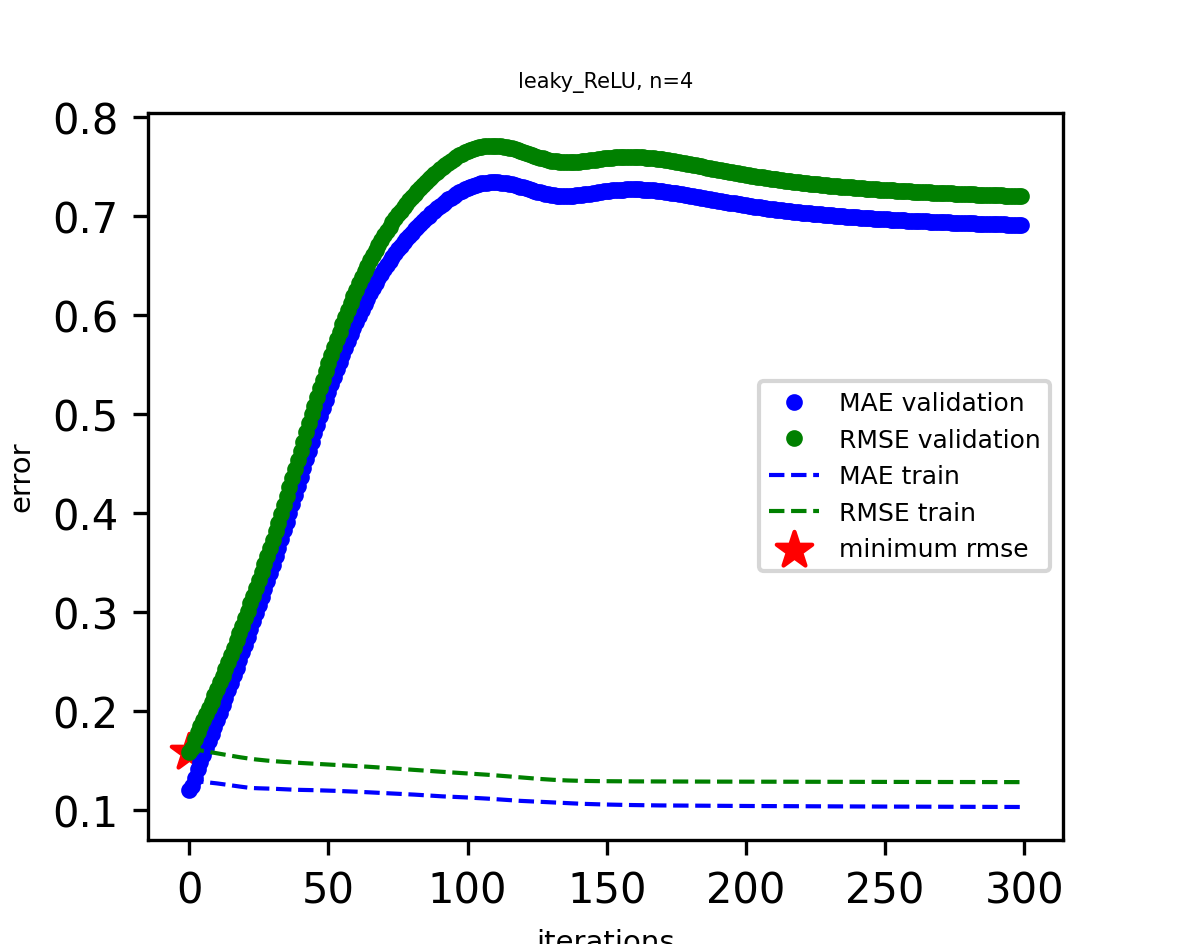 leaky_ReLU, n=4
0.8
0.7
0.6
0.5
0.4
0.3
0.2
0.1
error
MAE validation
RMSE validation
MAE train
RMSE train
minimum rmse
0 50 100 150 200 250 300
iterations